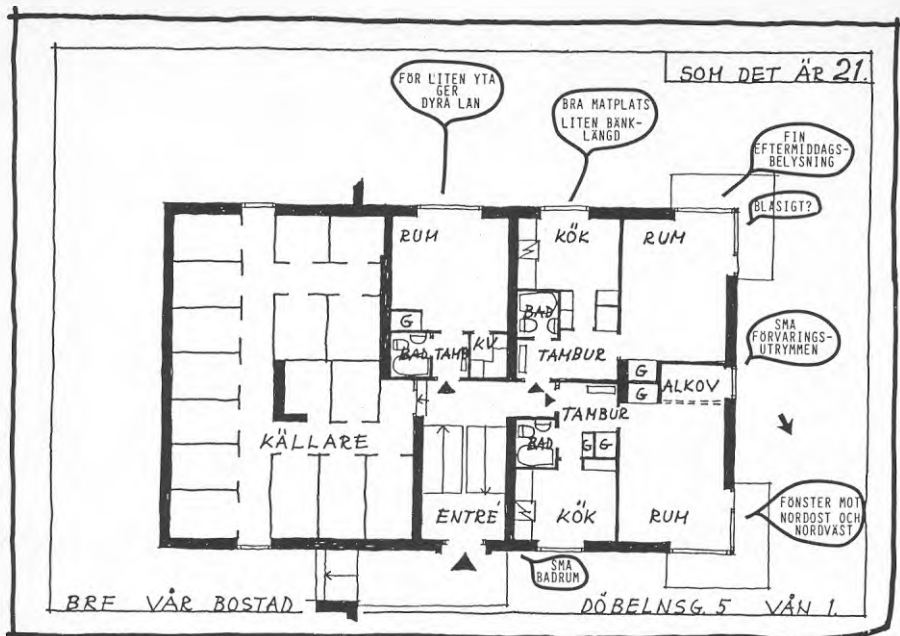 SOM DET ÄR 21.
FÖR LITEN YTA
GER
DYRA LÅN
BRA MATPLATS
LITEN BÄNK-
LÄNGD
FIN
EFTERMIDDAGS-
BELYSNING
BLÅSIGT?
RUM
KÖK
RUM
G
BAD
BAD
TAMB
KV
TAMBUR
SMÅ
FÖRVARINGS-
UTRYMMEN
G
G
ALKOV
TAMBUR
KÄLLARE
BAD
G G
ENTRÉ
KÖK
RUM
FÖNSTER MOT
NORDOST OCH
NORDVÄST
SMÅ
BADRUM
BRF VÅR BOSTAD
DÖBELNSG. 5 VÅN 1.